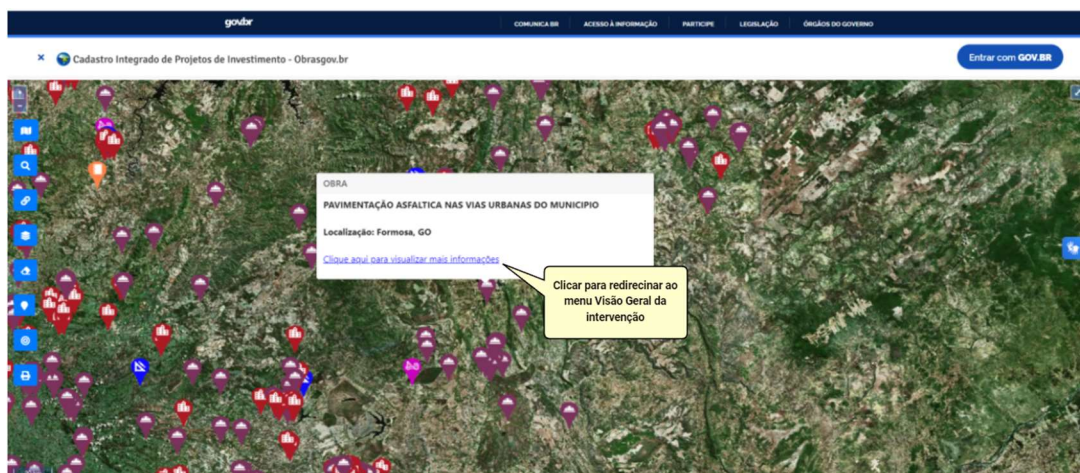 gov.br
COMUNICA BR ACESSO À INFORMAÇÃO PARTICIPE LEGISLAÇÃO ÓRGÃOS DO GOVERNO
Cadastro Integrado de Projetos de Investimento - Obrasgov.br
Entrar com GOV.BR
OBRA
PAVIMENTAÇÃO ASFALTICA NAS VIAS URBANAS DO MUNICIPIO
Localização: Formosa, GO
Clique aqui para visualizar mais informações
Clicar para redirecinar ao
menu Visão Geral da
intervenção